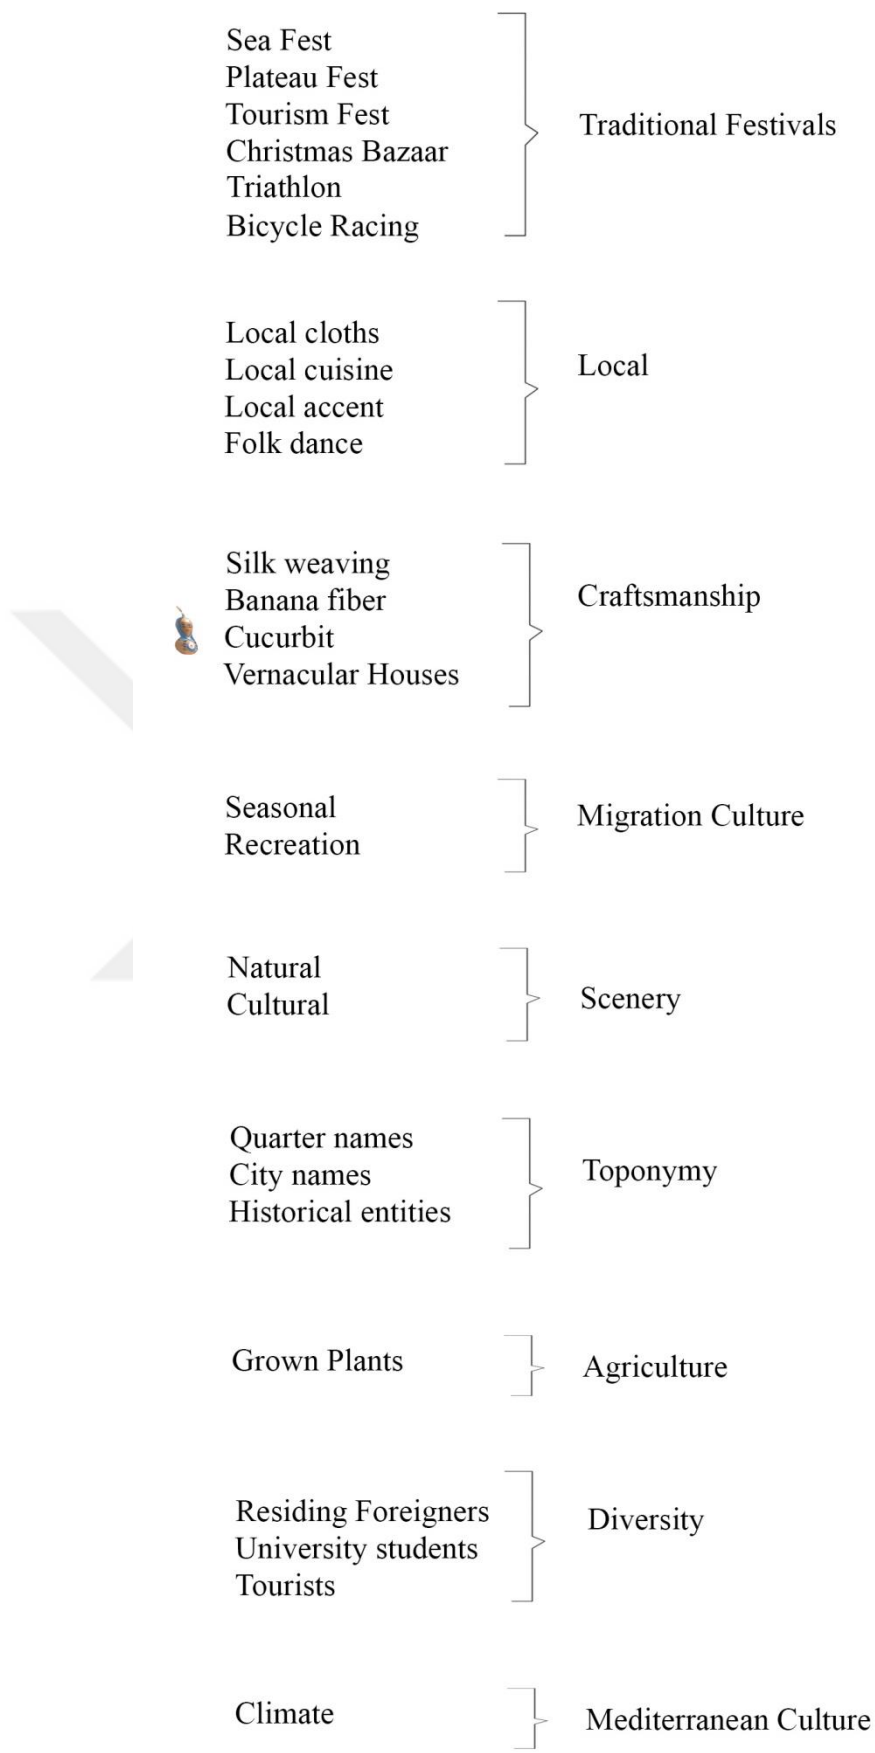 Sea Fest
Plateau Fest
Tourism Fest
Christmas Bazaar
Triathlon
Bicycle Racing
Traditional Festivals
Local cloths
Local cuisine
Local accent
Folk dance
Local
Silk weaving
Banana fiber
Cucurbit
Vernacular Houses
Craftsmanship
Seasonal
Recreation
Migration Culture
Natural
Cultural
Scenery
Quarter names
City names
Historical entities
Toponymy
Grown Plants
Agriculture
Residing Foreigners
University students
Tourists
Diversity
Climate
Mediterranean Culture